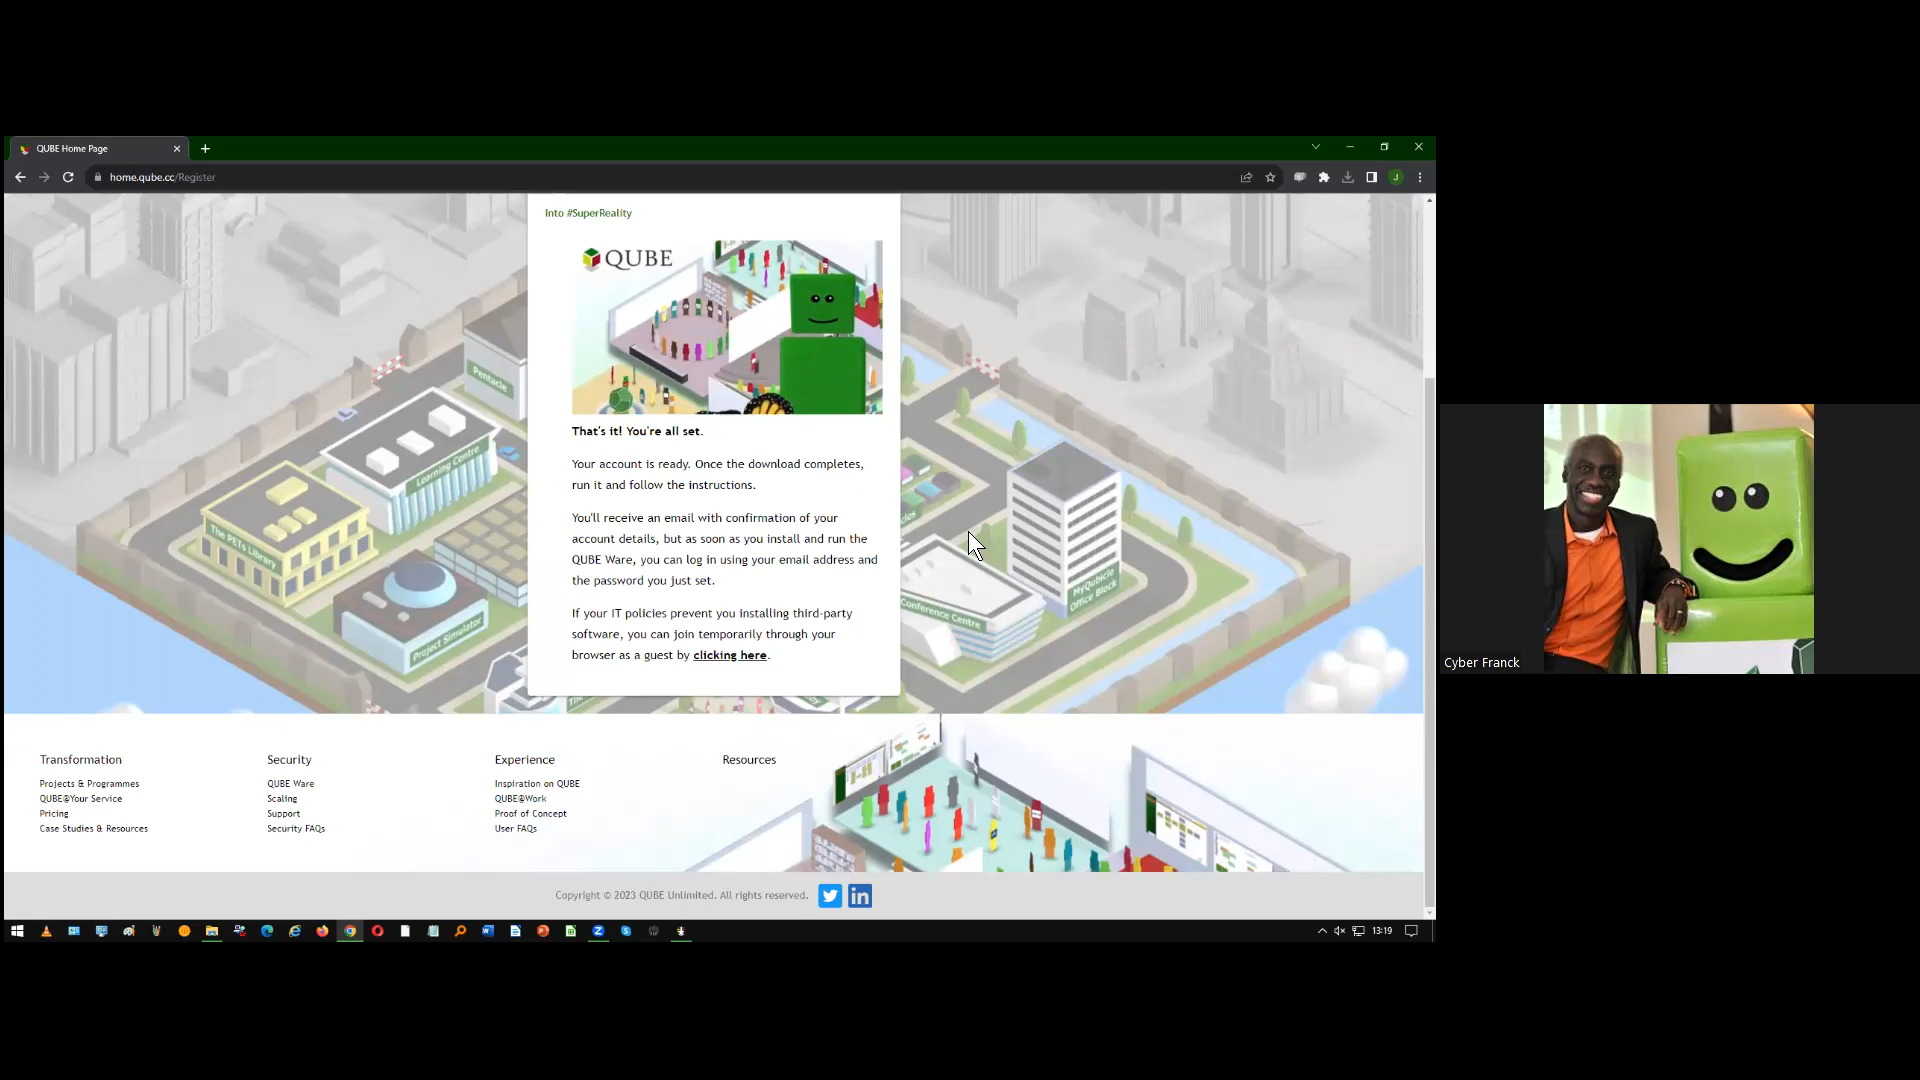 QUBE Home Page
home.qube.cc/Register
J
Into #SuperReality
QUBE
That's it! You're all set.
Your account is ready. Once the download completes,
run it and follow the instructions.
You'll receive an email with confirmation of your
account details, but as soon as you install and run the
QUBE Ware, you can log in using your email address and
the password you just set.
If your IT policies prevent you installing third-party
software, you can join temporarily through your
browser as a guest by clicking here.
Pentacle
Learning Centre
The PETs Library
Project Simulator
Conference Centre
MyQubicle
Office Block
Transformation
Projects & Programmes
QUBE@Your Service
Pricing
Case Studies & Resources
Security
QUBE Ware
Scaling
Support
Security FAQs
Experience
Inspiration on QUBE
QUBE@Work
Proof of Concept
User FAQs
Resources
Copyright © 2023 QUBE Unlimited. All rights reserved.
in
13:19
Cyber Franck